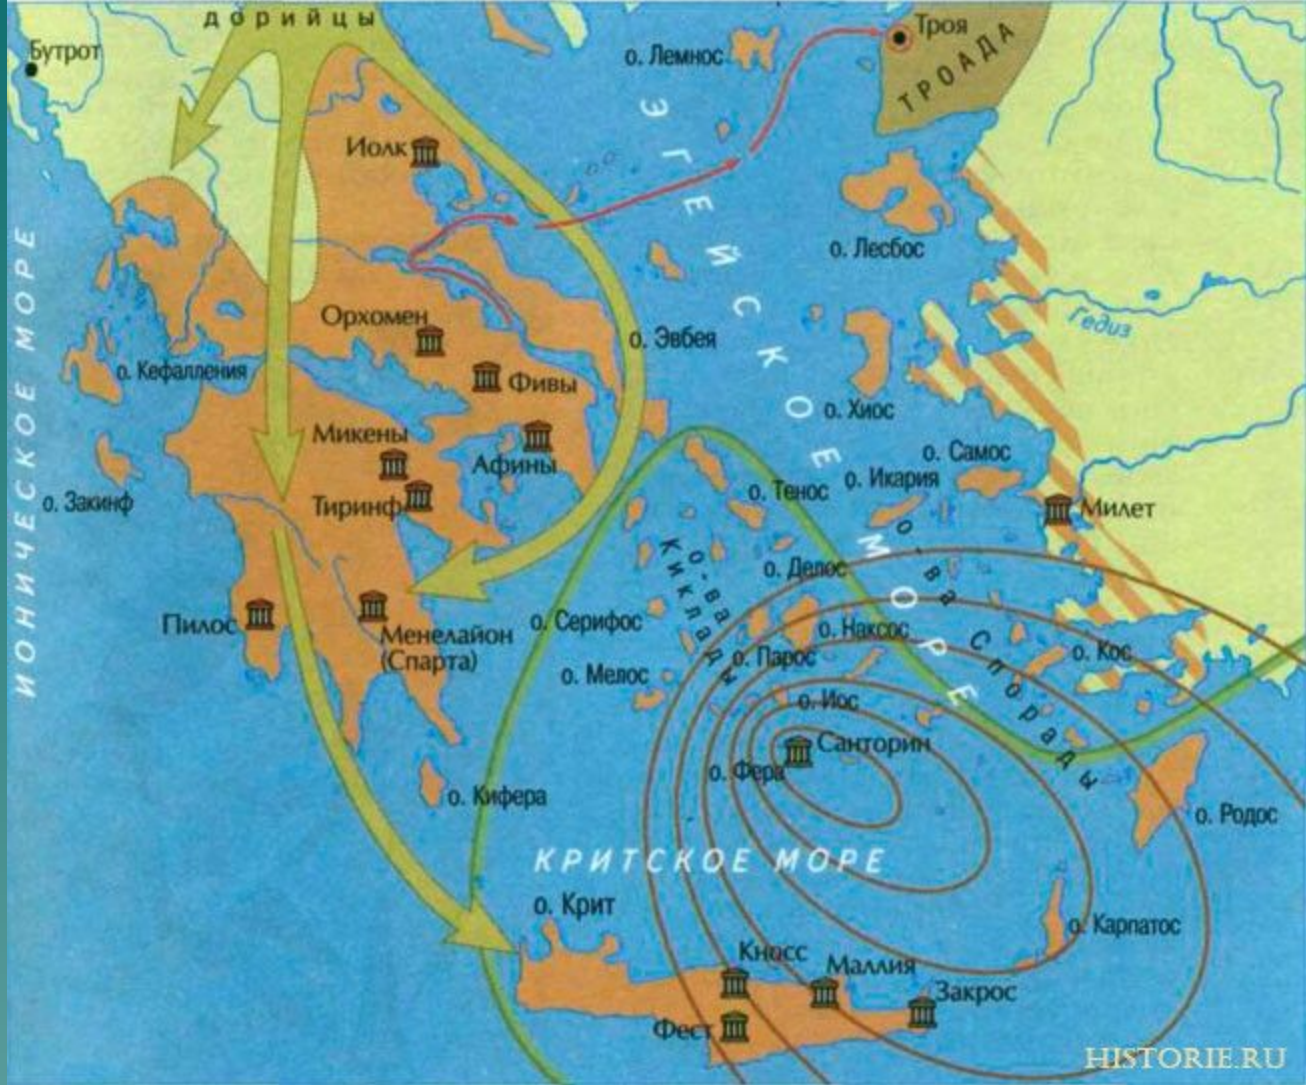 дорийцы
Бутрот
о. Лемнос
Троя
ТРОАДА
ЭГЕЙСКОЕ МОРЕ
Иолк
о. Лесбос
ИОНИЧЕСКОЕ МОРЕ
Гедиз
Орхомен
о. Эвбея
о. Кефалления
Фивы
о. Хиос
Микены
Афины
о. Самос
о. Икария
о. Тенос
о. Закинф
Тиринф
Милет
о-ва Киклады
о. Делос
о-ва Спорады
Пилос
Менелайон
(Спарта)
о. Серифос
о. Наксос
о. Парос
о. Кос
о. Мелос
о. Иос
Санторин
о. Фера
о. Кифера
о. Родос
КРИТСКОЕ МОРЕ
о. Крит
о. Карпатос
Кносс
Маллия
Закрос
Фест
HISTORIE.RU